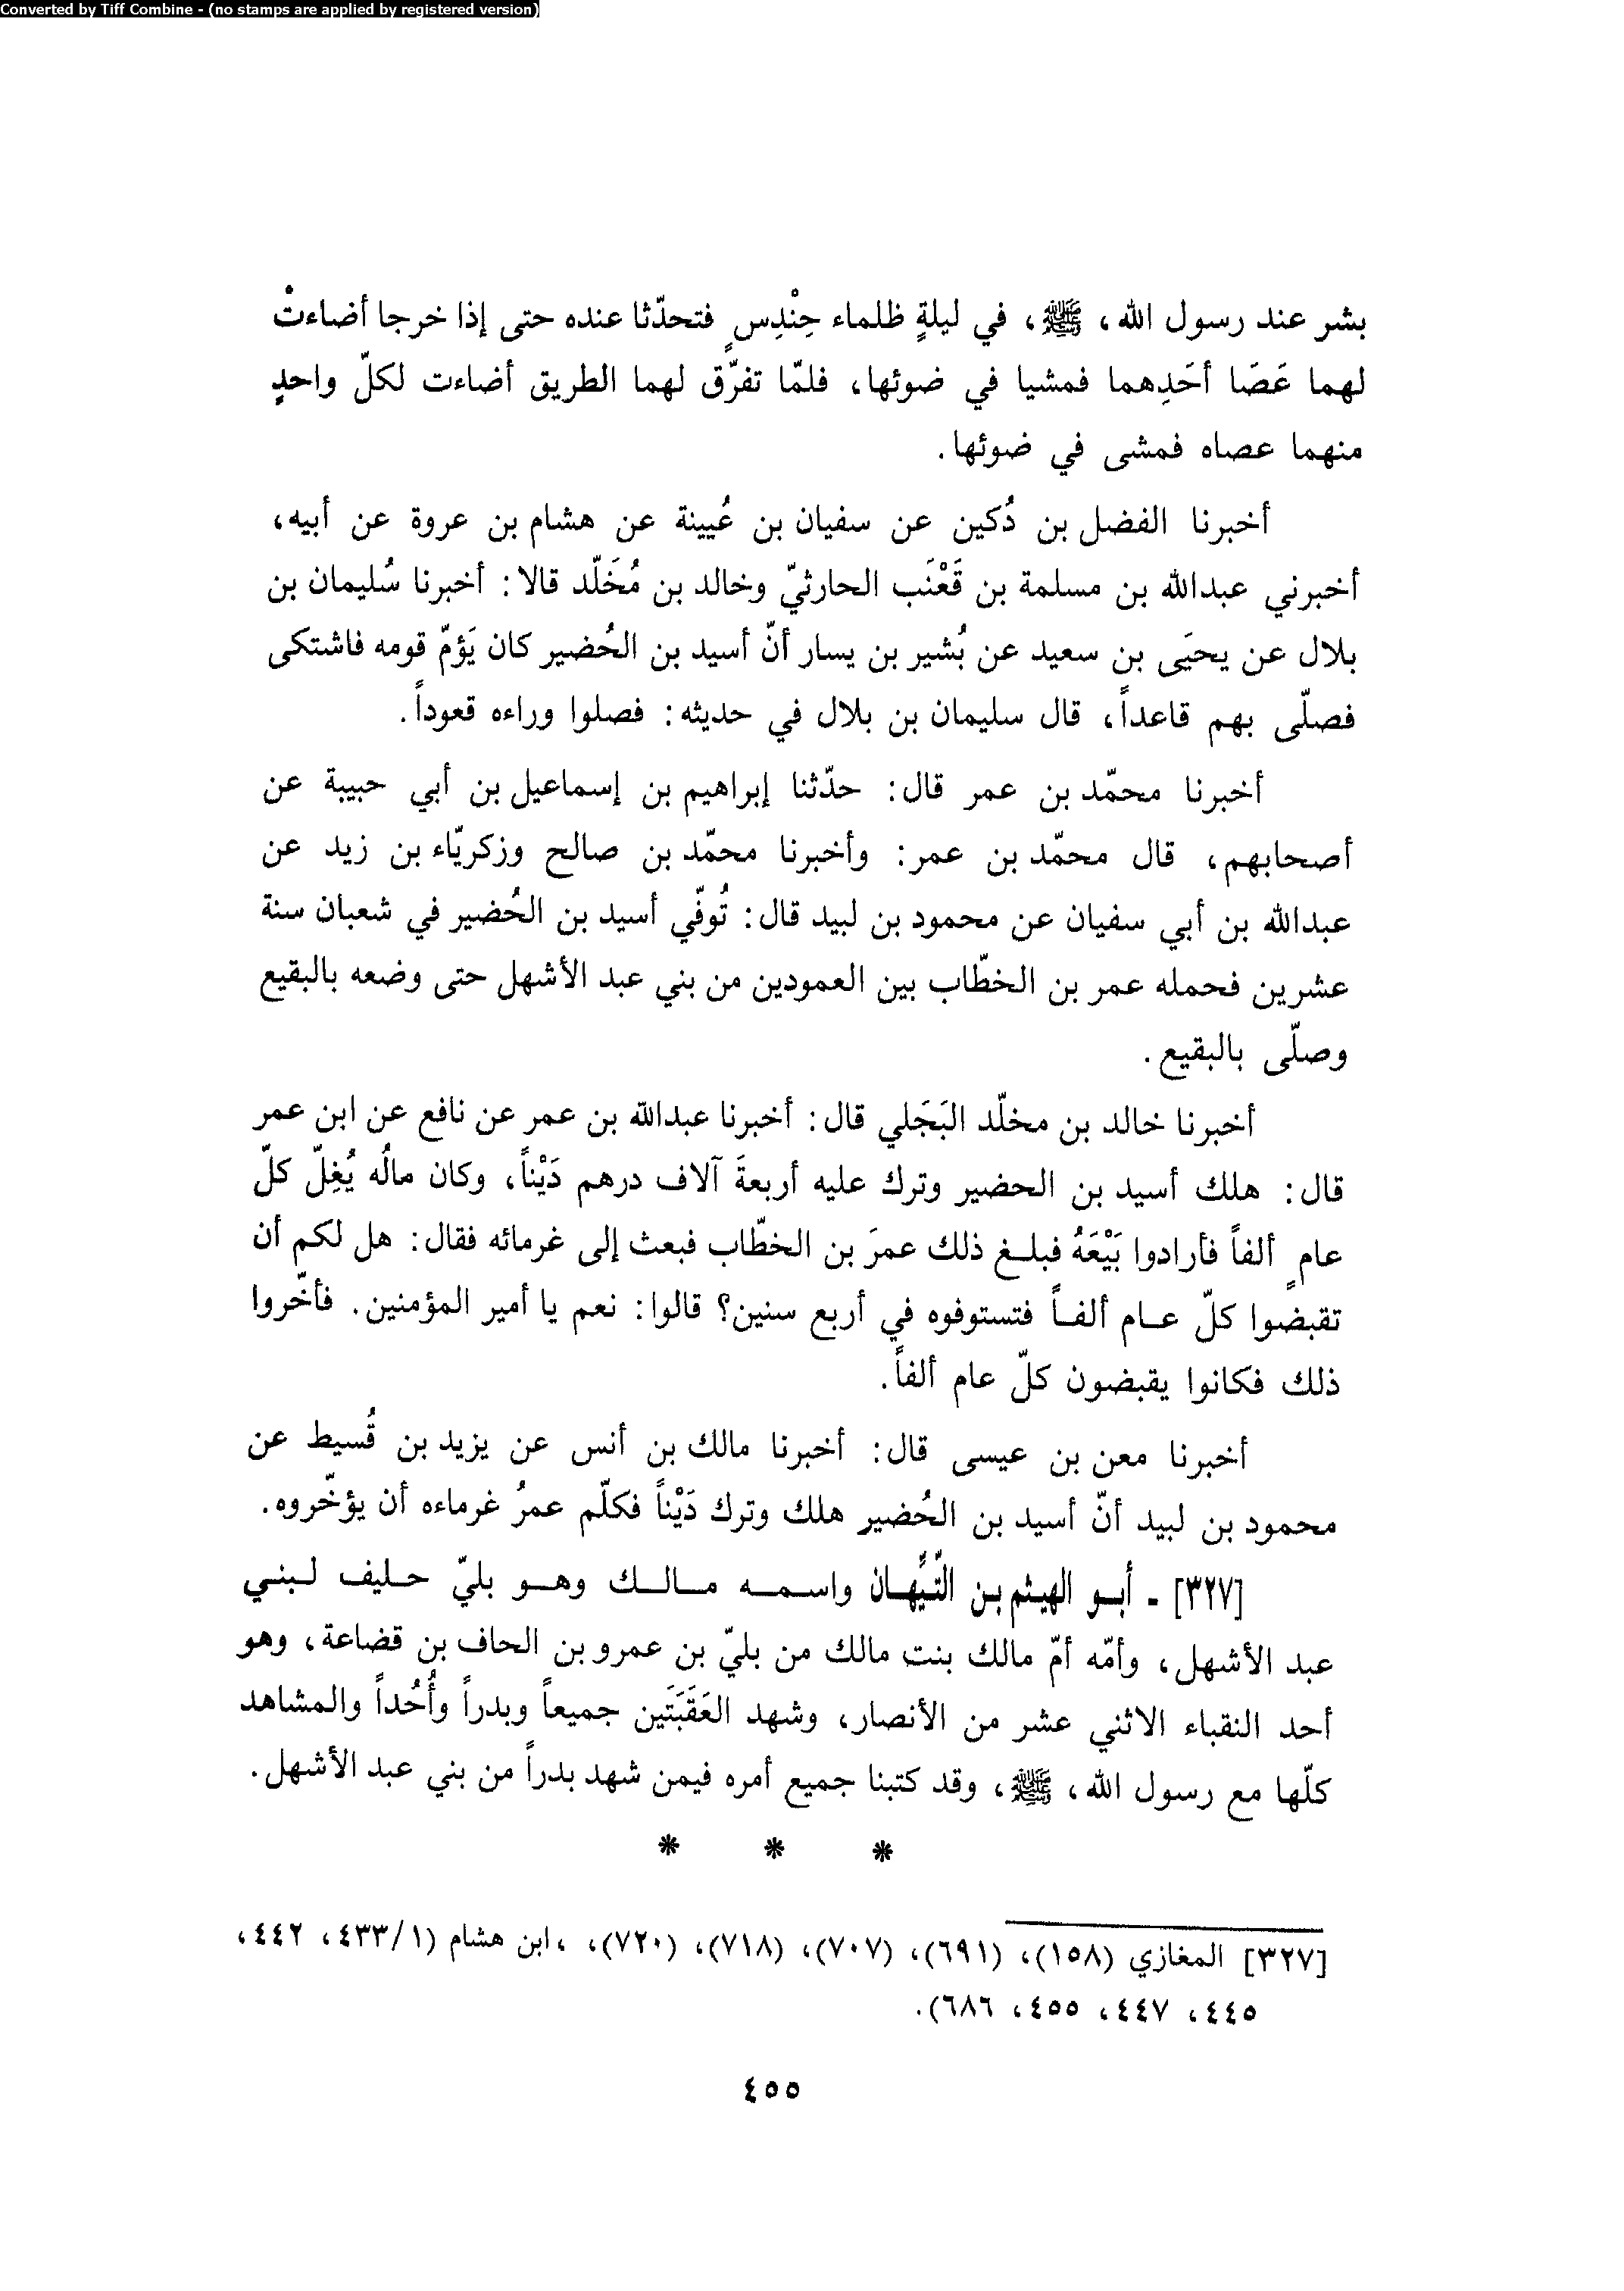 Converted by Tiff Combine - (no stamps are applied by registered version)
بشر عند رسول الله، ﷺ، في ليلةٍ ظلماء حِنْدِسٍ فتحدّثا عنده حتى إذا خرجا أضاءتْ
لهما عَصَا أحَدِهما فمشيا في ضوئها، فلمّا تفرّق لهما الطريق أضاءت لكلّ واحدٍ
منهما عصاه فمشى في ضوئها.
أخبرنا الفضل بن دُكين عن سفيان بن عُيينة عن هشام بن عروة عن أبيه،
أخبرني عبدالله بن مسلمة بن قَعْنَب الحارثيّ وخالد بن مُخَلّد قالا: أخبرنا سُليمان بن
بلال عن يحيَى بن سعيد عن بُشير بن يسار أنّ أسيد بن الحُضير كان يَؤمّ قومه فاشتكى
فصلّى بهم قاعداً، قال سليمان بن بلال في حديثه: فصلوا وراءه قعوداً.
أخبرنا محمّد بن عمر قال: حدّثنا إبراهيم بن إسماعيل بن أبي حبيبة عن
أصحابهم، قال محمّد بن عمر: وأخبرنا محمّد بن صالح وزكريّاء بن زيد عن
عبدالله بن أبي سفيان عن محمود بن لبيد قال: تُوفّي أسيد بن الحُضير في شعبان سنة
عشرين فحمله عمر بن الخطّاب بين العمودين من بني عبد الأشهل حتى وضعه بالبقيع
وصلّى بالبقيع.
أخبرنا خالد بن مخلّد البَجَلي قال: أخبرنا عبدالله بن عمر عن نافع عن ابن عمر
قال: هلك أسيد بن الحضير وترك عليه أربعةَ آلاف درهم دَيْناً، وكان مالُه يُغِلّ كلّ
عامٍ ألفاً فأرادوا بَيْعَهُ فبلغ ذلك عمرَ بن الخطّاب فبعث إلى غرمائه فقال: هل لكم أن
تقبضوا كلّ عام ألفاً فتستوفوه في أربع سنين؟ قالوا: نعم يا أمير المؤمنين. فأخّروا
ذلك فكانوا يقبضون كلّ عام ألفاً.
أخبرنا معن بن عيسى قال: أخبرنا مالك بن أنس عن يزيد بن قُسيط عن
محمود بن لبيد أنّ أسيد بن الحُضير هلك وترك دَيْناً فكلّم عمرُ غرماءه أن يؤخّروه.
[٣٢٧] - أبو الهيثم بن التّيُّهان واسمه مالك وهو بليّ حليف لبني
عبد الأشهل، وأمّه أمّ مالك بنت مالك من بليّ بن عمرو بن الحاف بن قضاعة، وهو
أحد النقباء الاثني عشر من الأنصار، وشهد العَقَبَتَين جميعاً وبدراً وأُحُداً والمشاهد
كلّها مع رسول الله، ﷺ، وقد كتبنا جميع أمره فيمن شهد بدراً من بني عبد الأشهل.
* * *
[٣٢٧] المغازي (١٥٨)، (٦٩١)، (٧٠٧)، (٧١٨)، (٧٢٠)، ،ابن هشام (٤٣٣/١، ٤٤٢،
٤٤٥، ٤٤٧، ٤٥٥، ٦٨٦).
٤٥٥